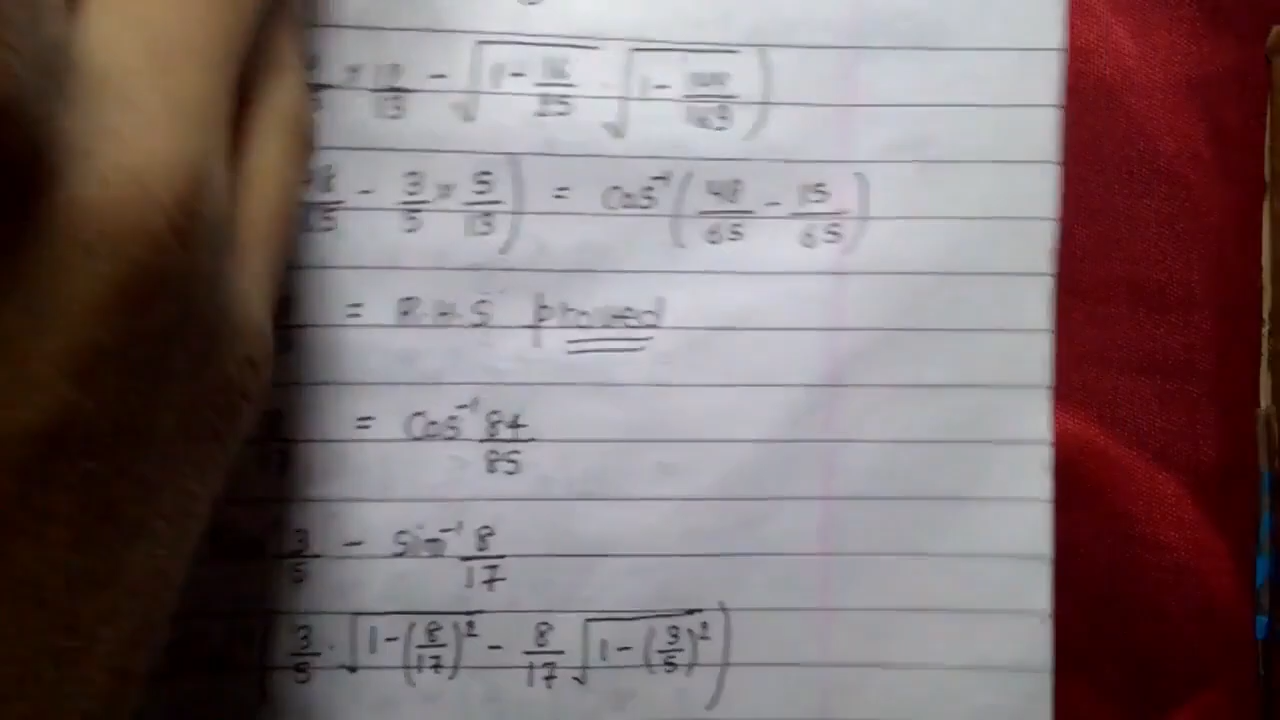 × 12/13 - √(1 - 16/25) √(1 - 144/169))
- 3/5 × 5/13) = Cos⁻¹(48/65 - 15/65)
= R.H.S proved
= Cos⁻¹ 84/85
3/5 - Sin⁻¹ 8/17
3/5 · √(1-(8/17)²) - 8/17 √(1-(3/5)²))